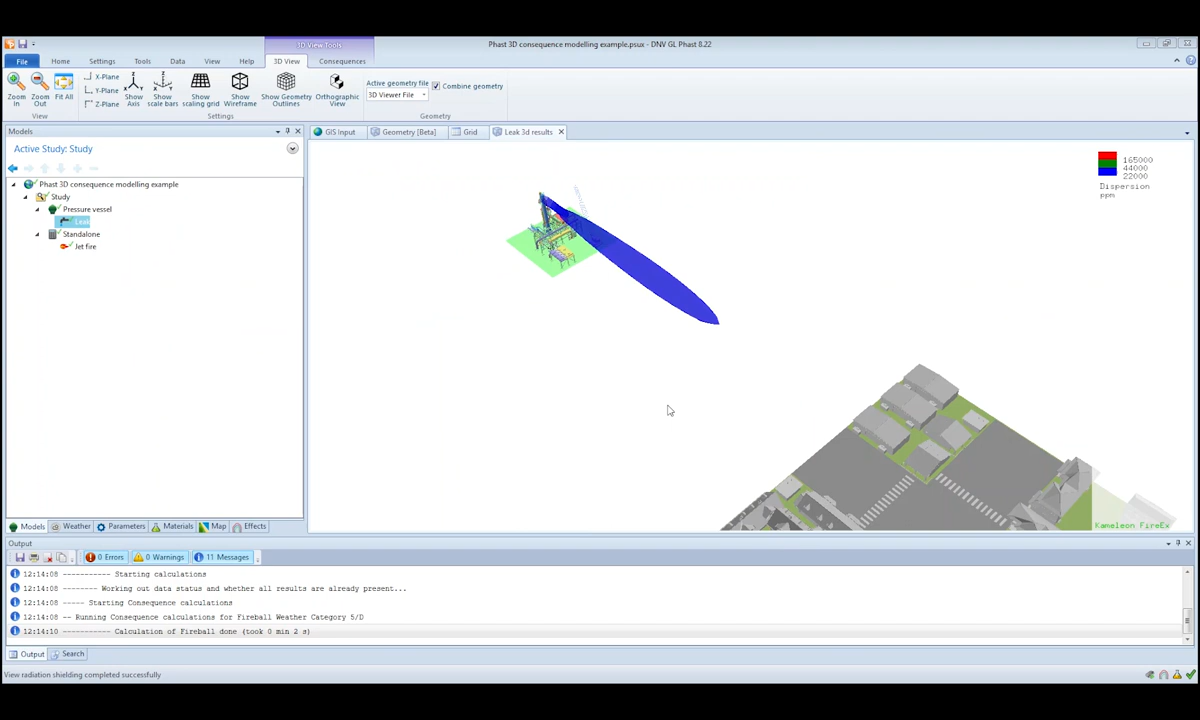 3D View Tools
Phast 3D consequence modelling example.psux - DNV GL Phast 8.22
File Home Settings Tools Data View Help 3D View Consequences
Zoom In
Zoom Out
Fit All
X-Plane
Y-Plane
Z-Plane
Show Axis
Show scale bars
Show scaling grid
Show Wireframe
Show Geometry Outlines
Orthographic View
Active geometry file
3D Viewer File
Combine geometry
View Settings Geometry
Models
Active Study: Study
Phast 3D consequence modelling example
Study
Pressure vessel
Leak
Standalone
Jet fire
GIS Input Geometry [Beta] Grid Leak 3d results
165000
44000
22000
Dispersion
ppm
Kameleon FireEx
Models Weather Parameters Materials Map Effects
Output
0 Errors 0 Warnings 11 Messages
12:14:08 ----------- Starting calculations
12:14:08 -------- Working out data status and whether all results are already present...
12:14:08 ----- Starting Consequence calculations
12:14:08 -- Running Consequence calculations for Fireball Weather Category 5/D
12:14:10 ----------- Calculation of Fireball done (took 0 min 2 s)
Output Search
View radiation shielding completed successfully